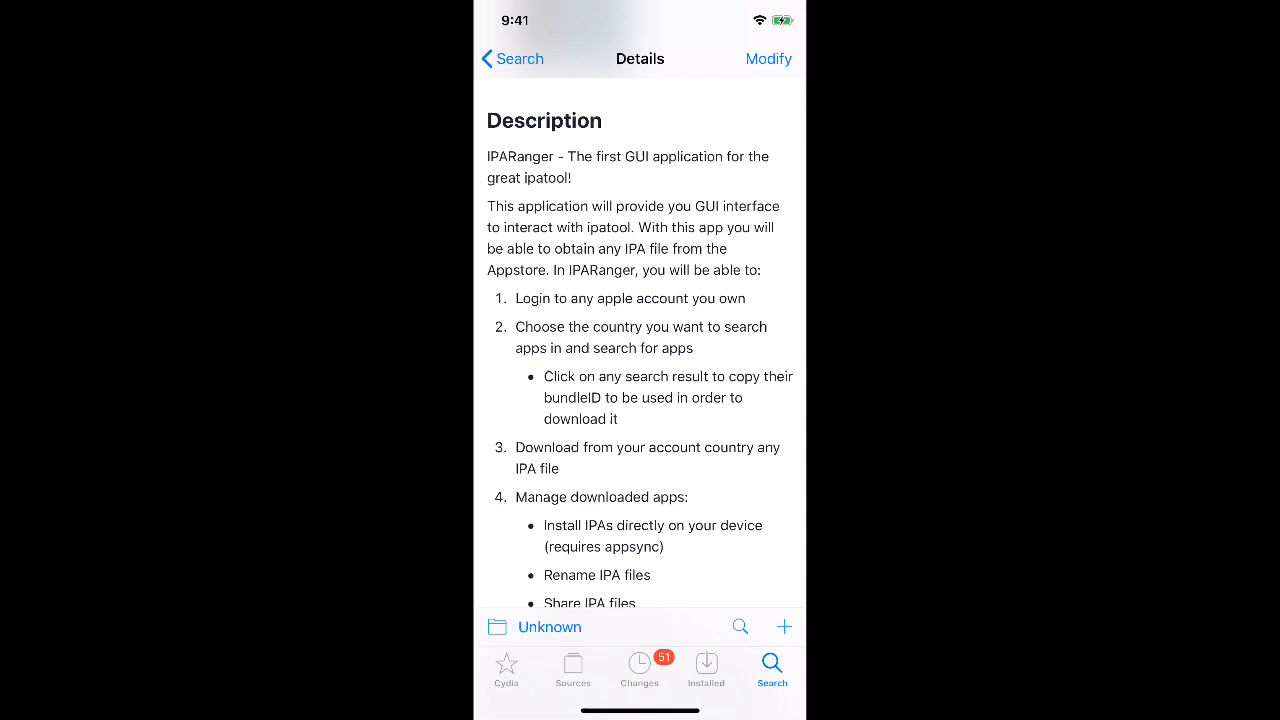 9:41
Search Details Modify
Description
IPARanger - The first GUI application for the
great ipatool!
This application will provide you GUI interface
to interact with ipatool. With this app you will
be able to obtain any IPA file from the
Appstore. In IPARanger, you will be able to:
1. Login to any apple account you own
2. Choose the country you want to search
apps in and search for apps
• Click on any search result to copy their
bundleID to be used in order to
download it
3. Download from your account country any
IPA file
4. Manage downloaded apps:
• Install IPAs directly on your device
(requires appsync)
• Rename IPA files
• Share IPA files
Unknown
51
Cydia Sources Changes Installed Search